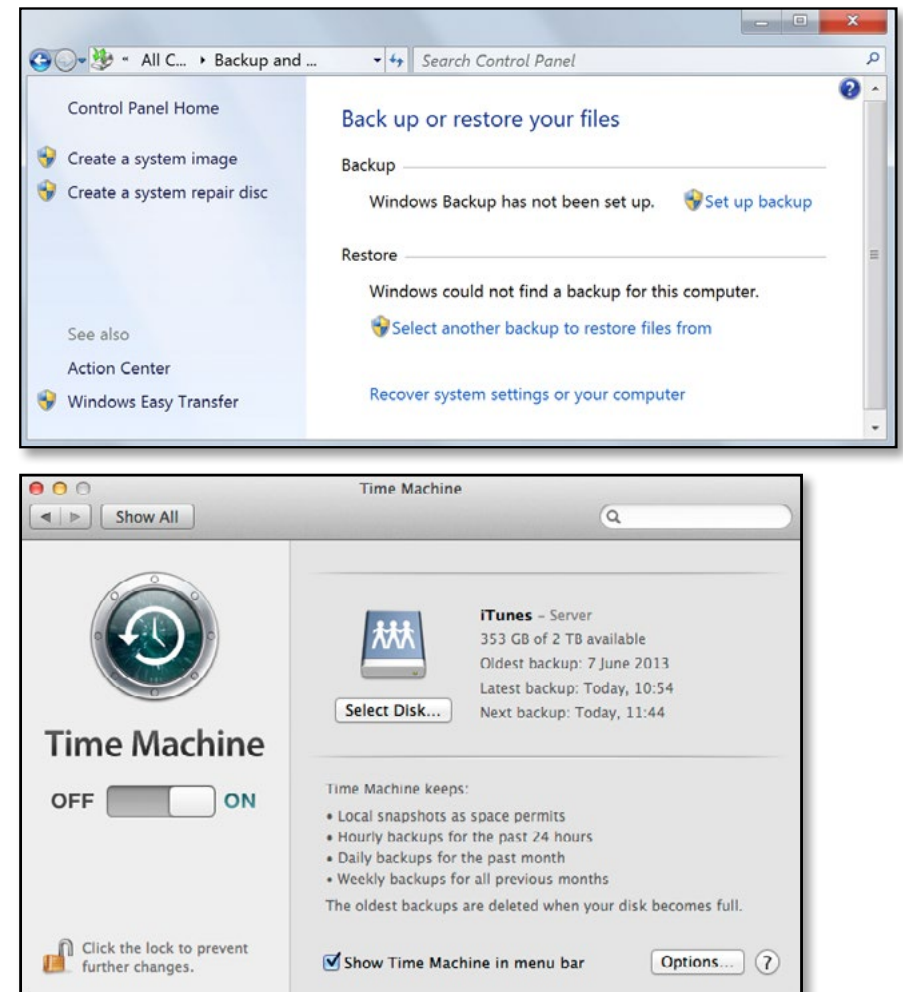 All C... ▸ Backup and ...
Search Control Panel
Control Panel Home
Create a system image
Create a system repair disc
See also
Action Center
Windows Easy Transfer
Back up or restore your files
Backup
Windows Backup has not been set up. Set up backup
Restore
Windows could not find a backup for this computer.
Select another backup to restore files from
Recover system settings or your computer
Time Machine
Show All
Time Machine
OFF ON
Click the lock to prevent
further changes.
Select Disk...
iTunes – Server
353 GB of 2 TB available
Oldest backup: 7 June 2013
Latest backup: Today, 10:54
Next backup: Today, 11:44
Time Machine keeps:
• Local snapshots as space permits
• Hourly backups for the past 24 hours
• Daily backups for the past month
• Weekly backups for all previous months
The oldest backups are deleted when your disk becomes full.
Show Time Machine in menu bar
Options... ?